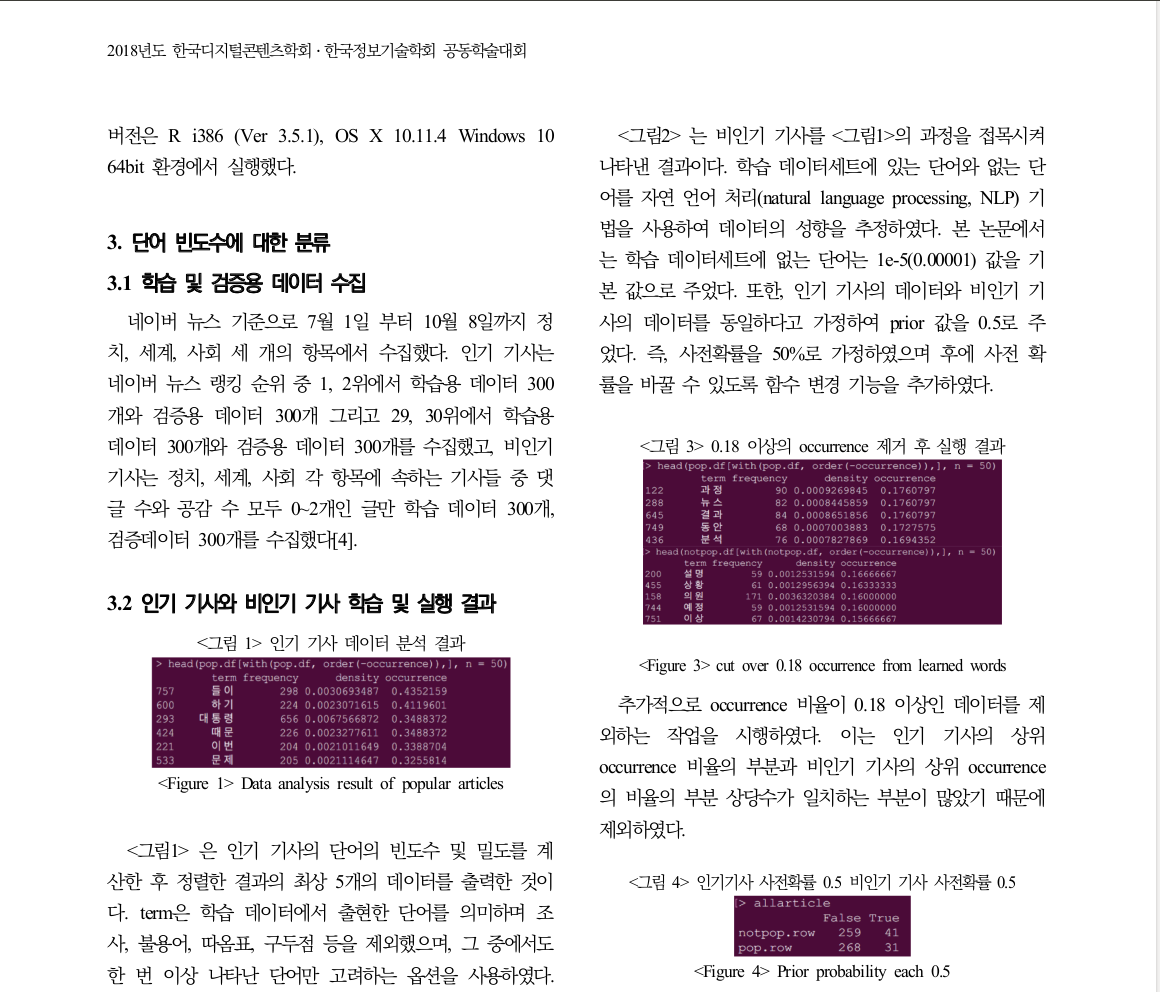 2018년도 한국디지털콘텐츠학회 · 한국정보기술학회 공동학술대회
버전은 R i386 (Ver 3.5.1), OS X 10.11.4 Windows 10
64bit 환경에서 실행했다.
3. 단어 빈도수에 대한 분류
3.1 학습 및 검증용 데이터 수집
네이버 뉴스 기준으로 7월 1일 부터 10월 8일까지 정
치, 세계, 사회 세 개의 항목에서 수집했다. 인기 기사는
네이버 뉴스 랭킹 순위 중 1, 2위에서 학습용 데이터 300
개와 검증용 데이터 300개 그리고 29, 30위에서 학습용
데이터 300개와 검증용 데이터 300개를 수집했고, 비인기
기사는 정치, 세계, 사회 각 항목에 속하는 기사들 중 댓
글 수와 공감 수 모두 0~2개인 글만 학습 데이터 300개,
검증데이터 300개를 수집했다[4].
3.2 인기 기사와 비인기 기사 학습 및 실행 결과
<그림 1> 인기 기사 데이터 분석 결과
> head(pop.df[with(pop.df, order(-occurrence)),], n = 50)
term frequency density occurrence
757 들이 298 0.0030693487 0.4352159
600 하기 224 0.0023071615 0.4119601
293 대통령 656 0.0067566872 0.3488372
424 때문 226 0.0023277611 0.3488372
221 이번 204 0.0021011649 0.3388704
533 문제 205 0.0021114647 0.3255814
<Figure 1> Data analysis result of popular articles
<그림1> 은 인기 기사의 단어의 빈도수 및 밀도를 계
산한 후 정렬한 결과의 최상 5개의 데이터를 출력한 것이
다. term은 학습 데이터에서 출현한 단어를 의미하며 조
사, 불용어, 따옴표, 구두점 등을 제외했으며, 그 중에서도
한 번 이상 나타난 단어만 고려하는 옵션을 사용하였다.
<그림2> 는 비인기 기사를 <그림1>의 과정을 접목시켜
나타낸 결과이다. 학습 데이터세트에 있는 단어와 없는 단
어를 자연 언어 처리(natural language processing, NLP) 기
법을 사용하여 데이터의 성향을 추정하였다. 본 논문에서
는 학습 데이터세트에 없는 단어는 1e-5(0.00001) 값을 기
본 값으로 주었다. 또한, 인기 기사의 데이터와 비인기 기
사의 데이터를 동일하다고 가정하여 prior 값을 0.5로 주
었다. 즉, 사전확률을 50%로 가정하였으며 후에 사전 확
률을 바꿀 수 있도록 함수 변경 기능을 추가하였다.
<그림 3> 0.18 이상의 occurrence 제거 후 실행 결과
> head(pop.df[with(pop.df, order(-occurrence)),], n = 50)
term frequency density occurrence
122 과정 90 0.0009269845 0.1760797
288 뉴스 82 0.0008445859 0.1760797
645 결과 84 0.0008651856 0.1760797
749 동안 68 0.0007003883 0.1727575
436 분석 76 0.0007827869 0.1694352
> head(notpop.df[with(notpop.df, order(-occurrence)),], n = 50)
term frequency density occurrence
200 설명 59 0.0012531594 0.16666667
455 상황 61 0.0012956394 0.16333333
158 의원 171 0.0036320384 0.16000000
744 예정 59 0.0012531594 0.16000000
751 이상 67 0.0014230794 0.15666667
<Figure 3> cut over 0.18 occurrence from learned words
추가적으로 occurrence 비율이 0.18 이상인 데이터를 제
외하는 작업을 시행하였다. 이는 인기 기사의 상위
occurrence 비율의 부분과 비인기 기사의 상위 occurrence
의 비율의 부분 상당수가 일치하는 부분이 많았기 때문에
제외하였다.
<그림 4> 인기기사 사전확률 0.5 비인기 기사 사전확률 0.5
[> allarticle
False True
notpop.row 259 41
pop.row 268 31
<Figure 4> Prior probability each 0.5